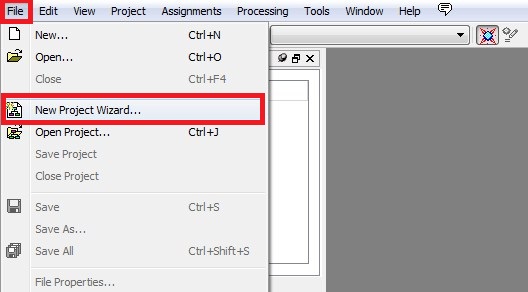 File Edit View Project Assignments Processing Tools Window Help
New... Ctrl+N
Open... Ctrl+O
Close Ctrl+F4
New Project Wizard...
Open Project... Ctrl+J
Save Project
Close Project
Save Ctrl+S
Save As...
Save All Ctrl+Shift+S
File Properties...